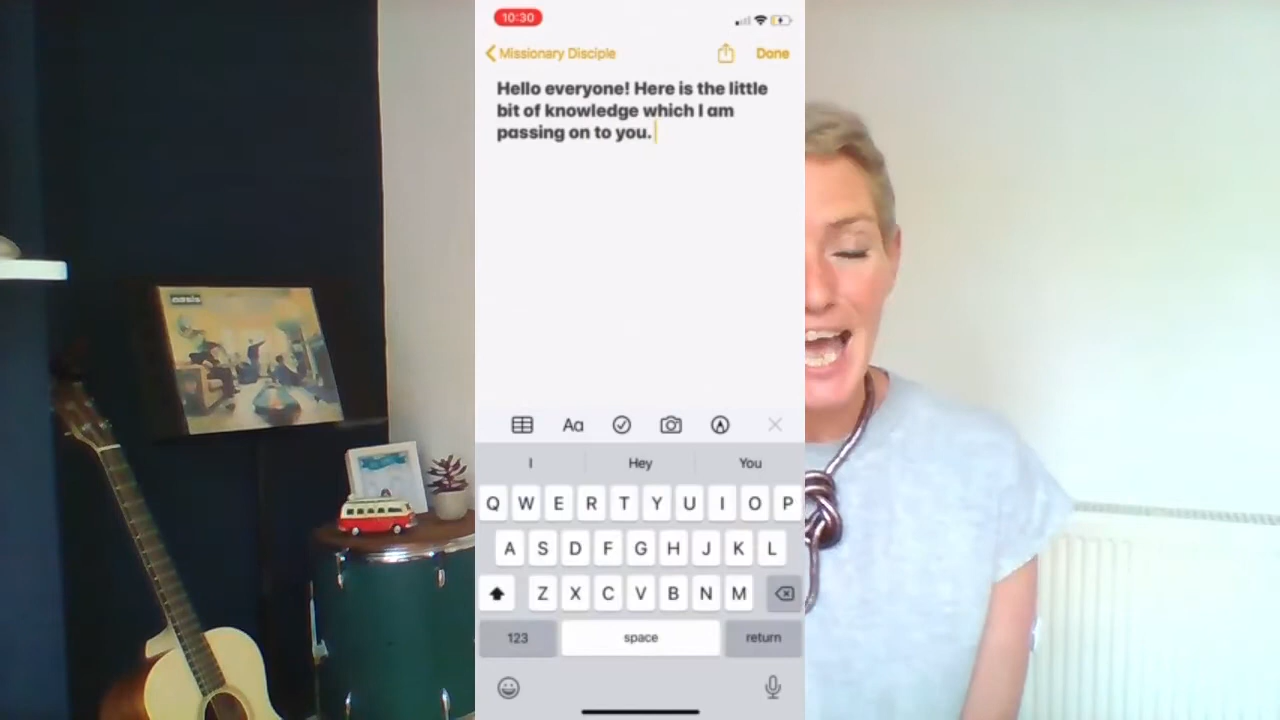 10:30
Missionary Disciple
Done
Hello everyone! Here is the little
bit of knowledge which I am
passing on to you.
oasis
Aa
I Hey You
Q W E R T Y U I O P
A S D F G H J K L
Z X C V B N M
123 space return